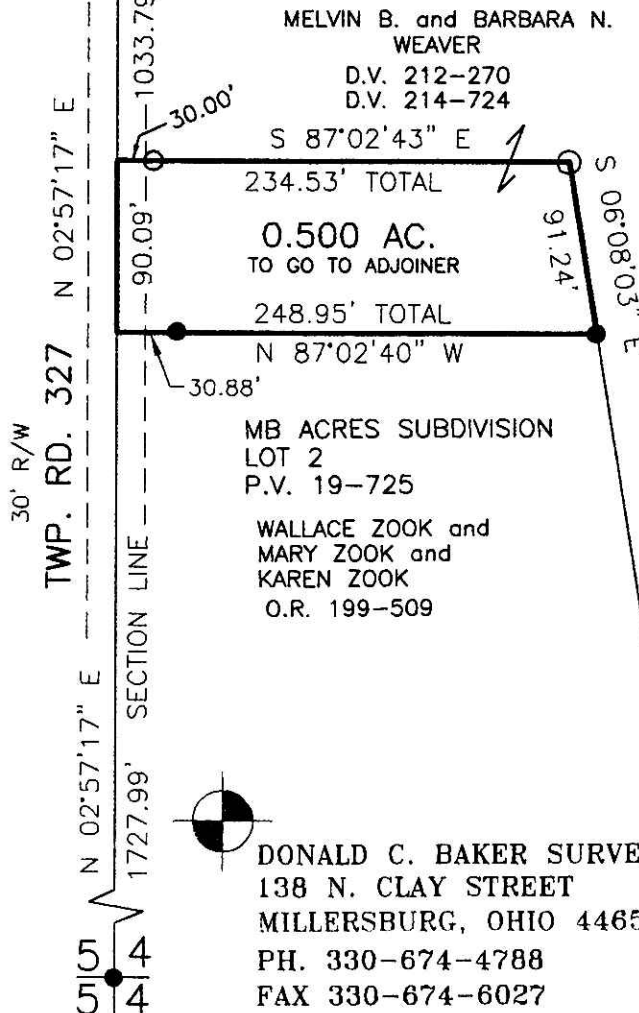 MELVIN B. and BARBARA N.
WEAVER
D.V. 212-270
D.V. 214-724
1033.79
30.00'
S 87°02'43" E
234.53' TOTAL
N 02°57'17" E
90.09'
0.500 AC.
TO GO TO ADJOINER
91.24'
S 06°08'03" E
248.95' TOTAL
N 87°02'40" W
30.88'
30' R/W
TWP. RD. 327
MB ACRES SUBDIVISION
LOT 2
P.V. 19-725
WALLACE ZOOK and
MARY ZOOK and
KAREN ZOOK
O.R. 199-509
SECTION LINE
N 02°57'17" E
1727.99'
DONALD C. BAKER SURVE
138 N. CLAY STREET
MILLERSBURG, OHIO 4465
PH. 330-674-4788
FAX 330-674-6027
5 4
5 4